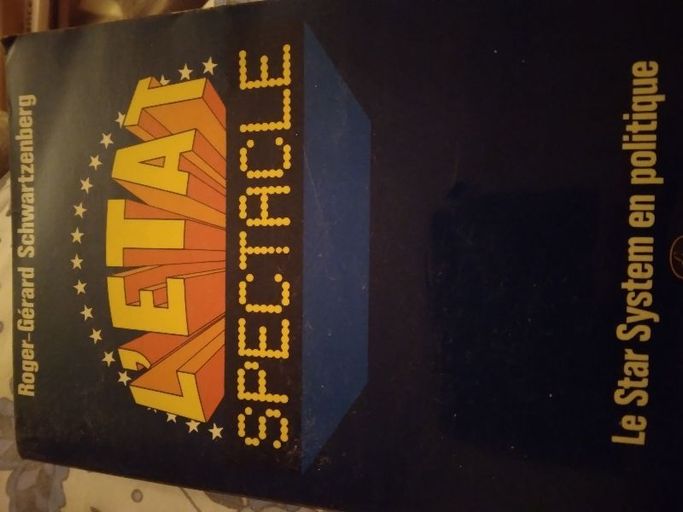 Roger-Gérard Schwartzenberg
L'ETAT
SPECTACLE
Le Star System en politique